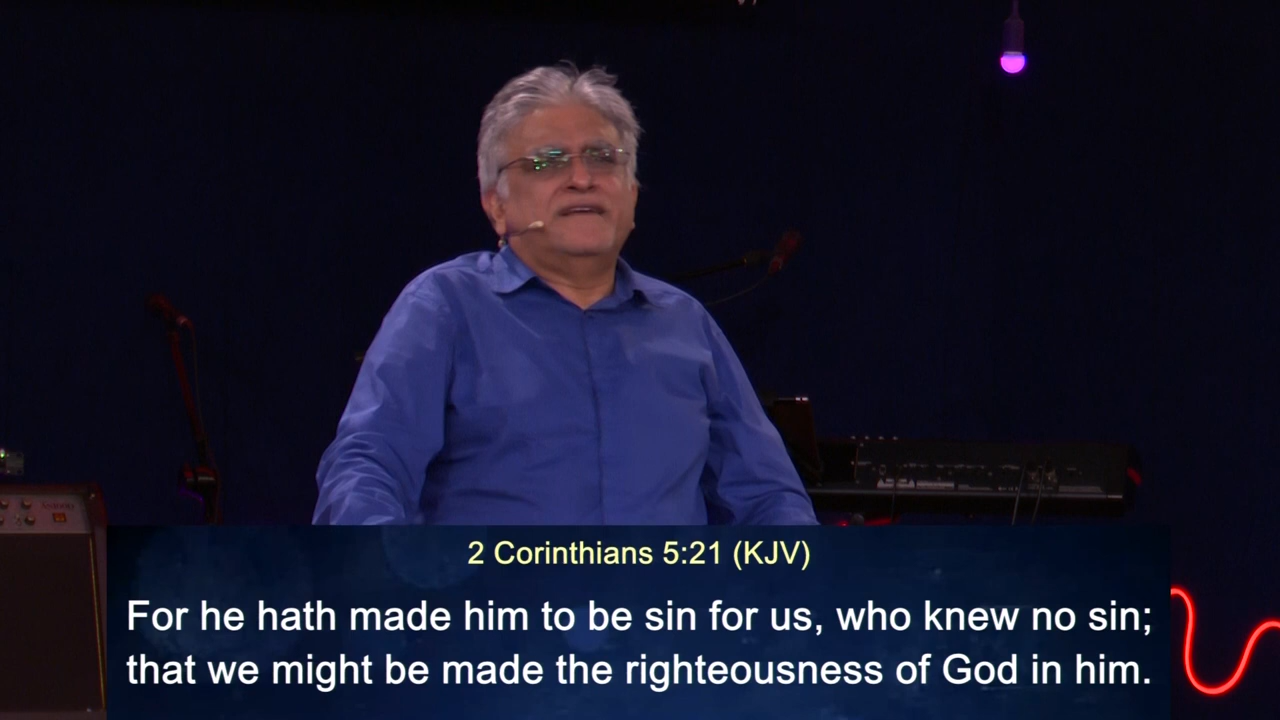 2 Corinthians 5:21 (KJV)
For he hath made him to be sin for us, who knew no sin;
that we might be made the righteousness of God in him.